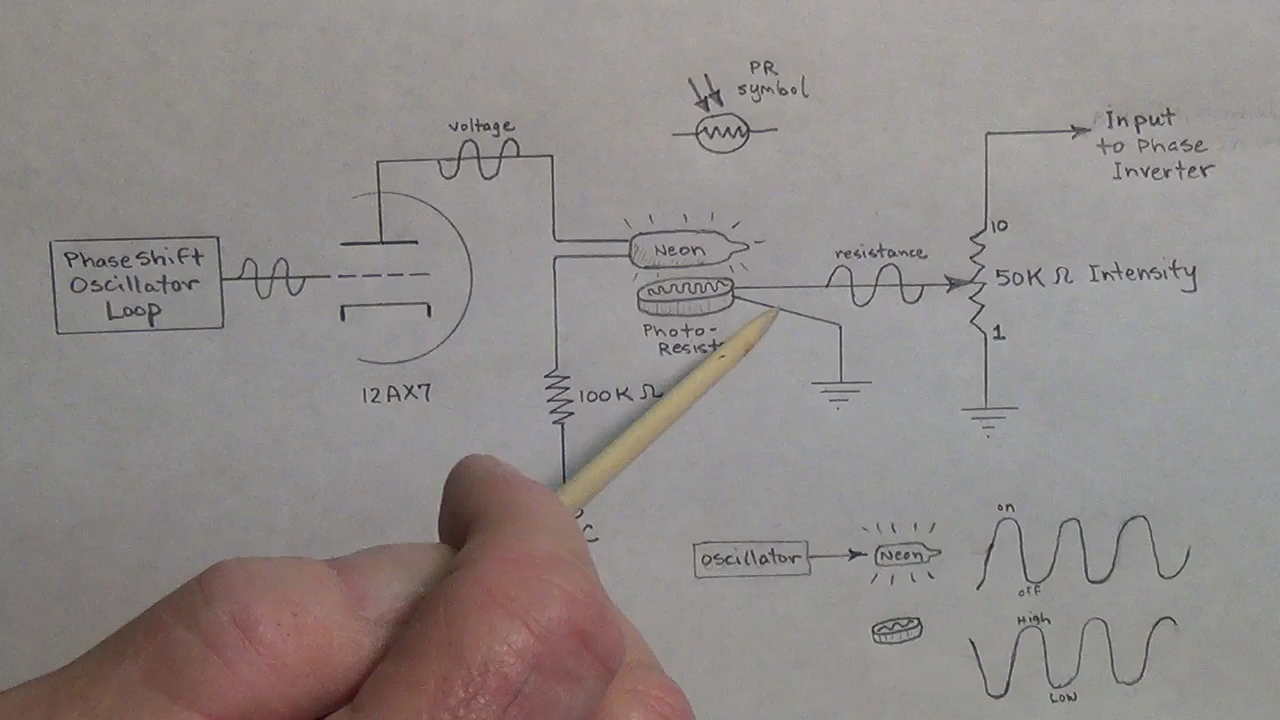 PR
symbol
voltage
Input
to Phase
Inverter
Phase Shift
Oscillator
Loop
Neon
resistance
10
50K Ω Intensity
Photo-
1
12AX7
100K Ω
on
Oscillator
Neon
off
High
Low